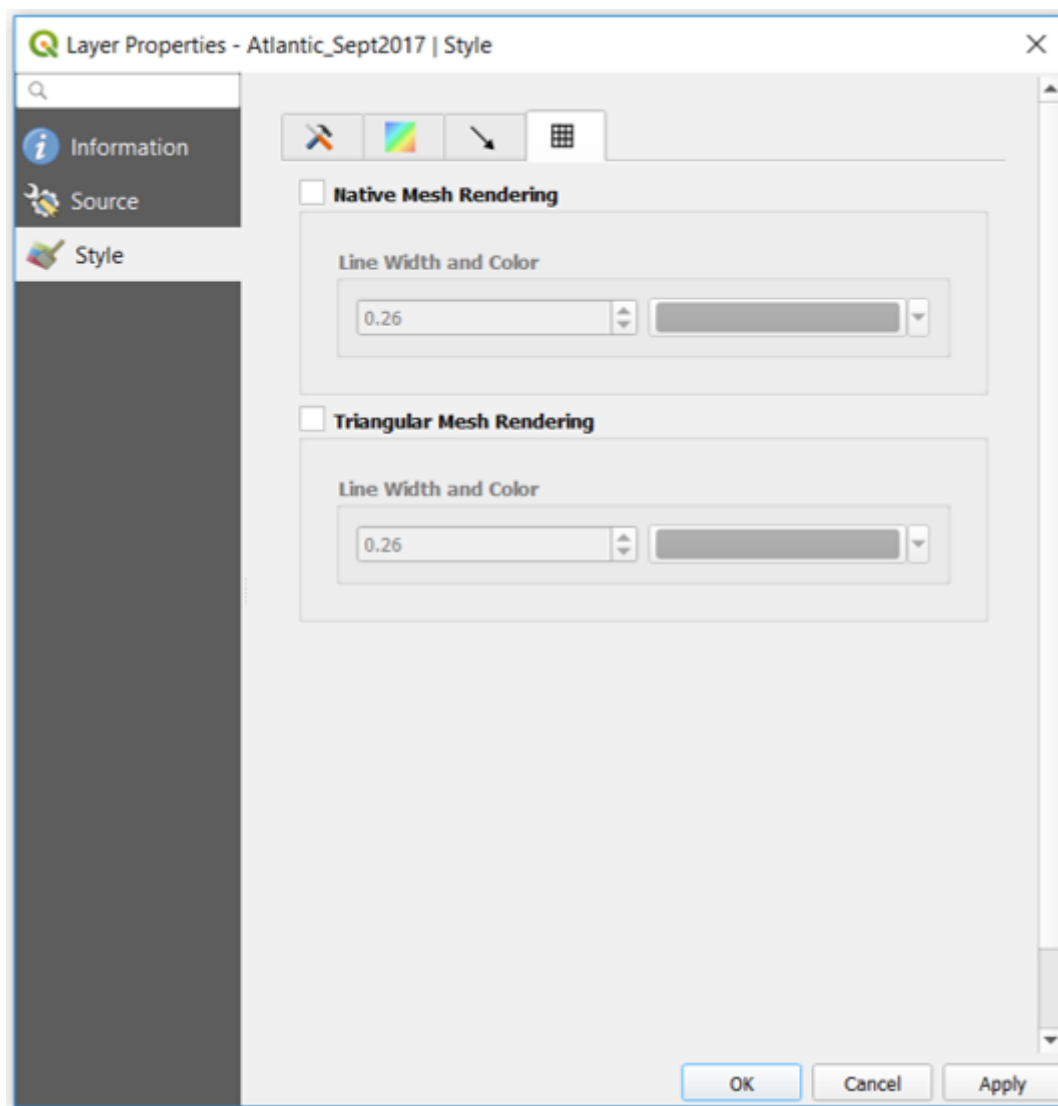 Layer Properties - Atlantic_Sept2017 | Style
Information
Source
Style
Native Mesh Rendering
Line Width and Color
0.26
Triangular Mesh Rendering
Line Width and Color
0.26
OK Cancel Apply